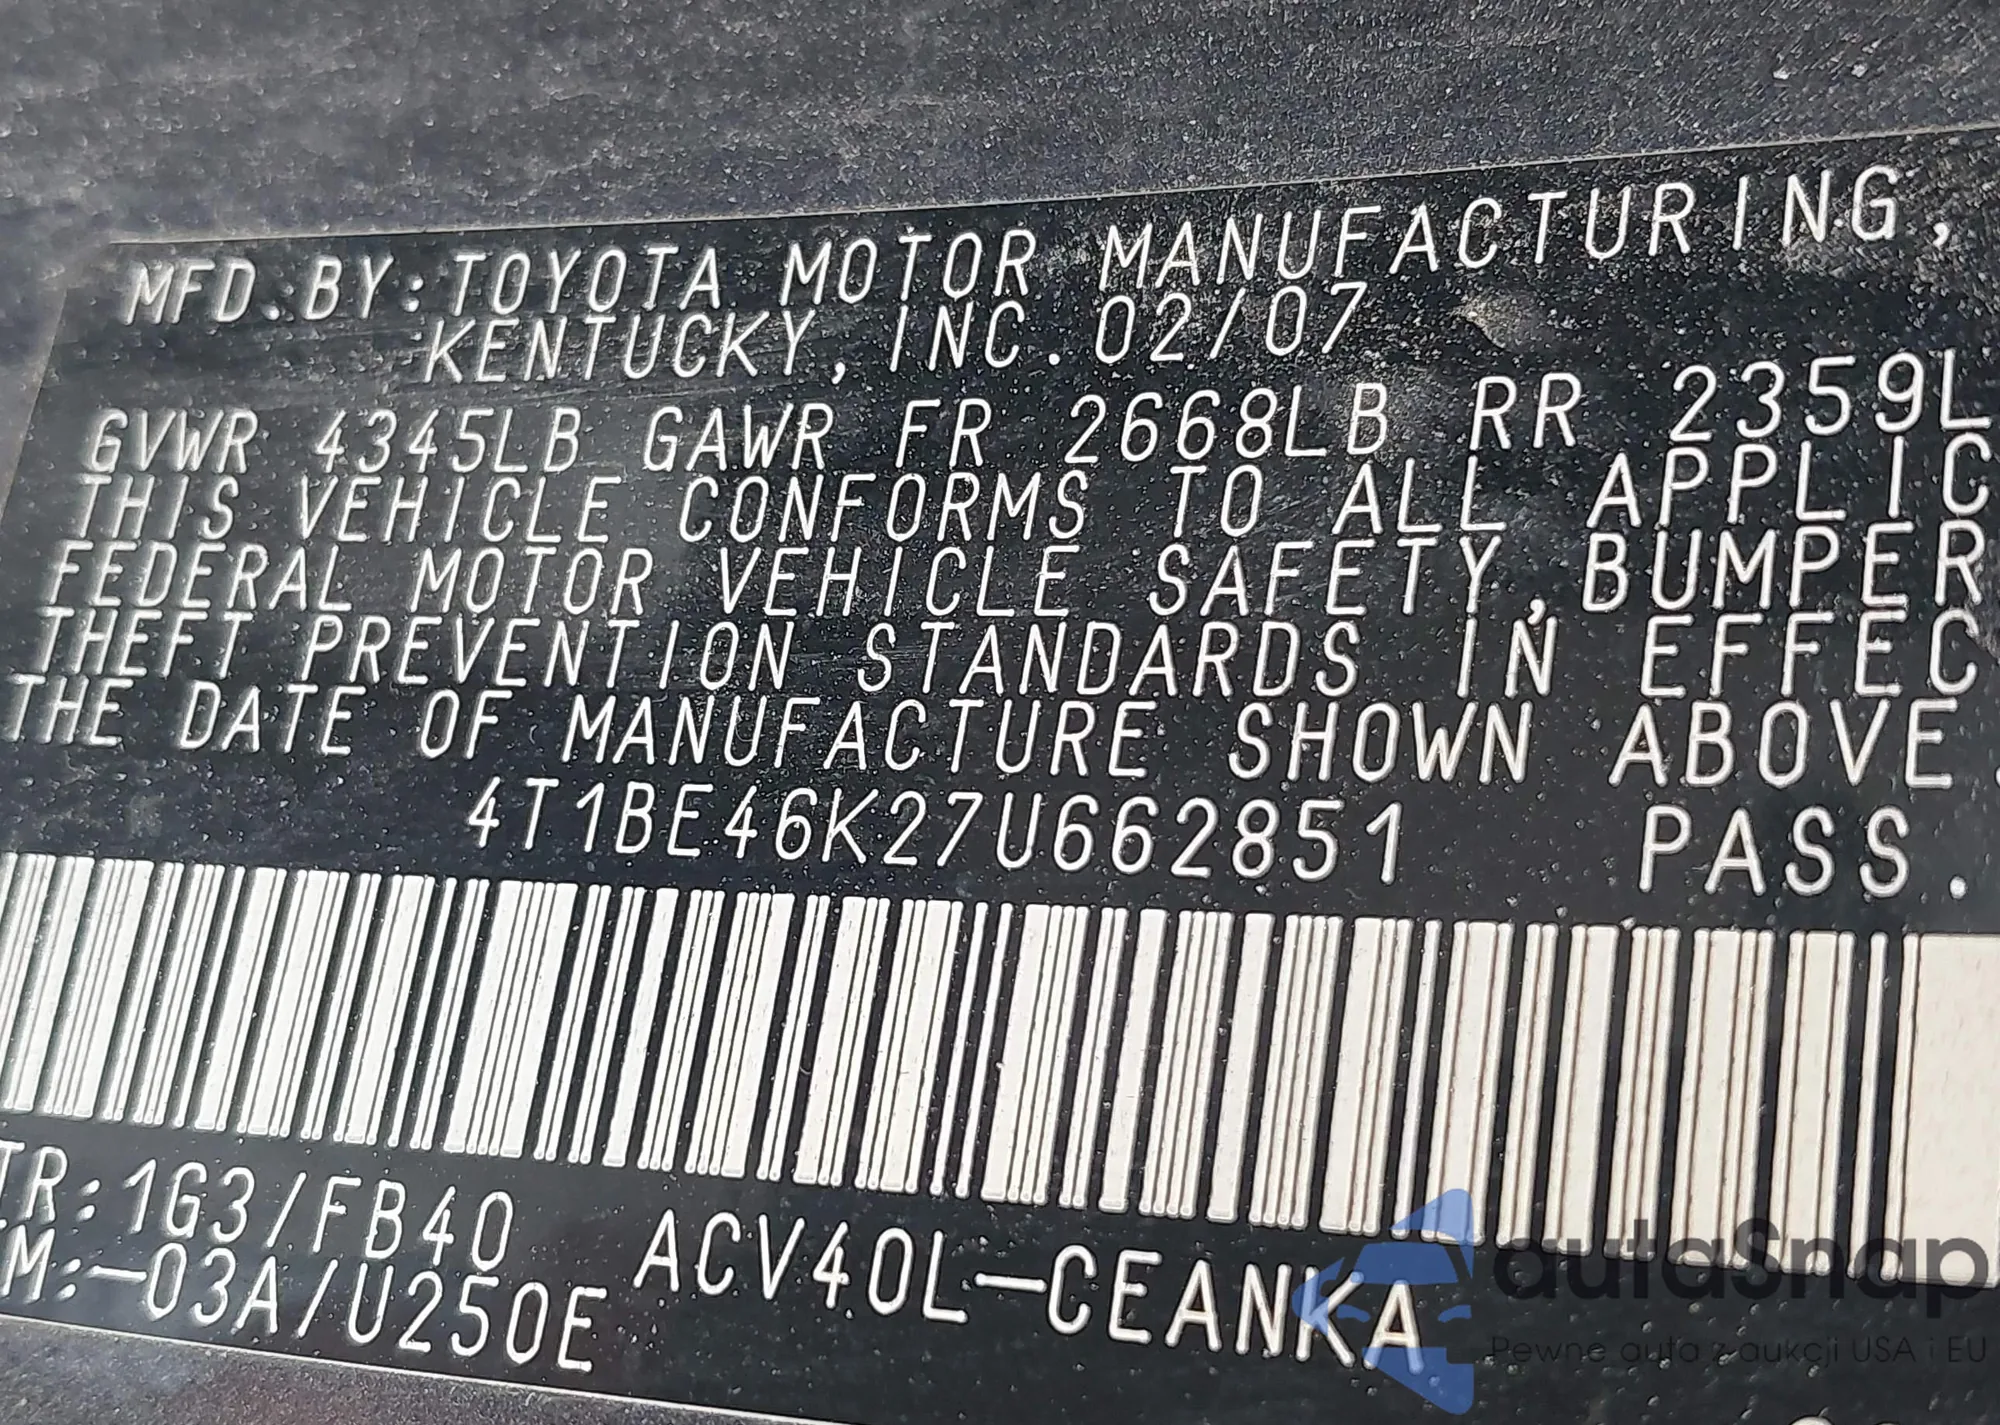 MFD. BY: TOYOTA MOTOR MANUFACTURING,
KENTUCKY, INC. 02/07
GVWR 4345LB GAWR FR 2668LB RR 2359L
THIS VEHICLE CONFORMS TO ALL APPLIC
FEDERAL MOTOR VEHICLE SAFETY, BUMPER
THEFT PREVENTION STANDARDS IN EFFEC
THE DATE OF MANUFACTURE SHOWN ABOVE.
4T1BE46K27U662851 PASS.
TR: 1G3/FB40 ACV40L-CEANKA
M:-03A/U250E
autaSnap
Pewne auta z aukcji USA i EU